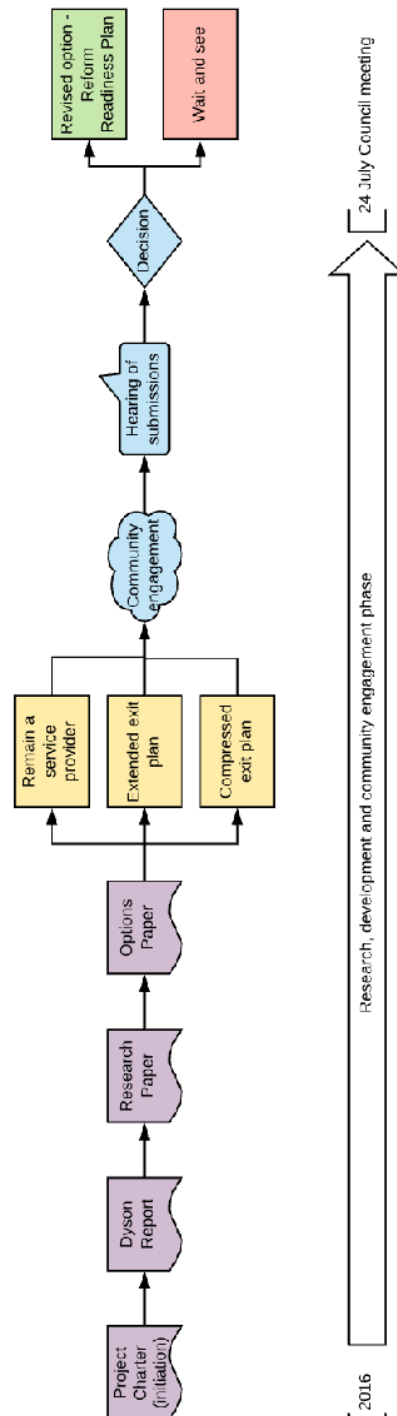 Project
Charter
(initiation)
Dyson
Report
Research
Paper
Options
Paper
Remain a
service
provider
Extended exit
plan
Compressed
exit plan
Community
engagement
Hearing of
submissions
Decision
Revised option -
Reform
Readiness Plan
Wait and see
2016
Research, development and community engagement phase
24 July Council meeting